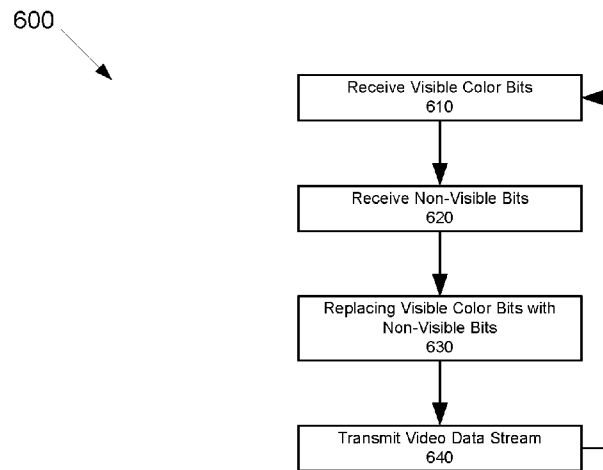 600
Receive Visible Color Bits
610
Receive Non-Visible Bits
620
Replacing Visible Color Bits with
Non-Visible Bits
630
Transmit Video Data Stream
640